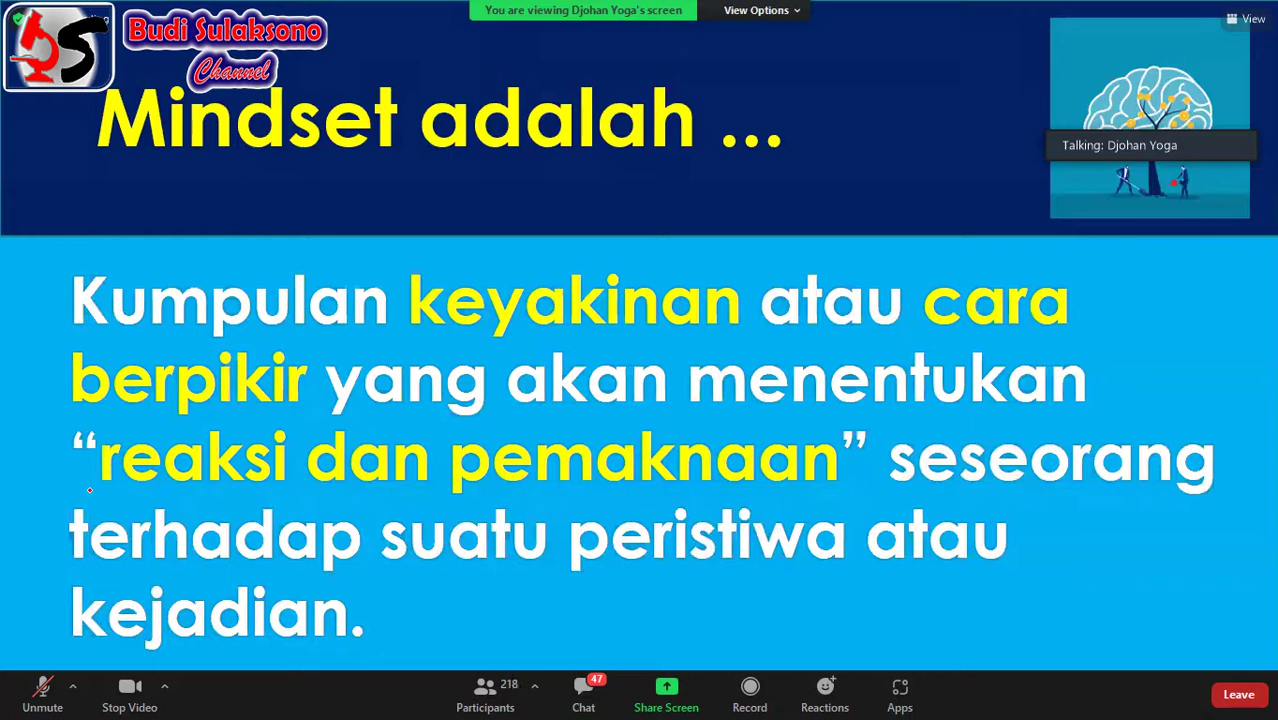 You are viewing Djohan Yoga's screen
View Options
View
Budi Sulaksono
Channel
Mindset adalah ...
Talking: Djohan Yoga
Kumpulan keyakinan atau cara
berpikir yang akan menentukan
“reaksi dan pemaknaan” seseorang
terhadap suatu peristiwa atau
kejadian.
Unmute
Stop Video
218
Participants
47
Chat
Share Screen
Record
Reactions
Apps
Leave